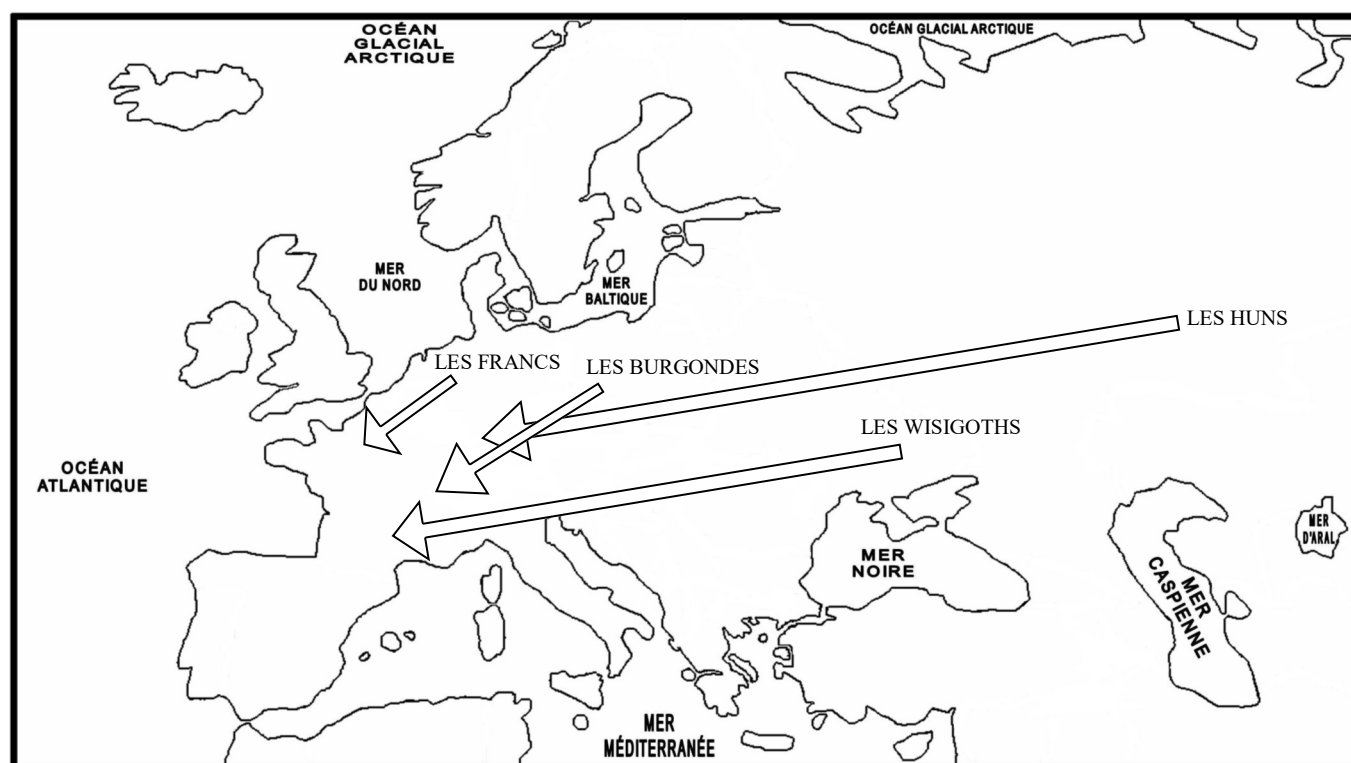 OCÉAN
GLACIAL
ARCTIQUE
OCÉAN GLACIAL ARCTIQUE
MER
DU NORD
MER
BALTIQUE
LES HUNS
LES FRANCS
LES BURGONDES
LES WISIGOTHS
OCÉAN
ATLANTIQUE
MER
NOIRE
MER
CASPIENNE
MER
D'ARAL
MER
MÉDITERRANÉE